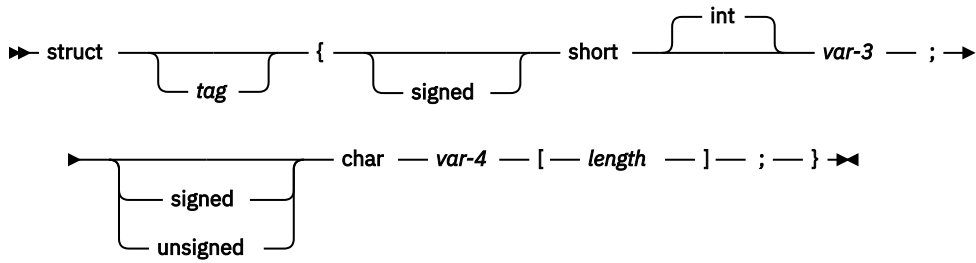 int
struct { short var-3 ;
tag signed
char var-4 [ length ] ; }
signed
unsigned